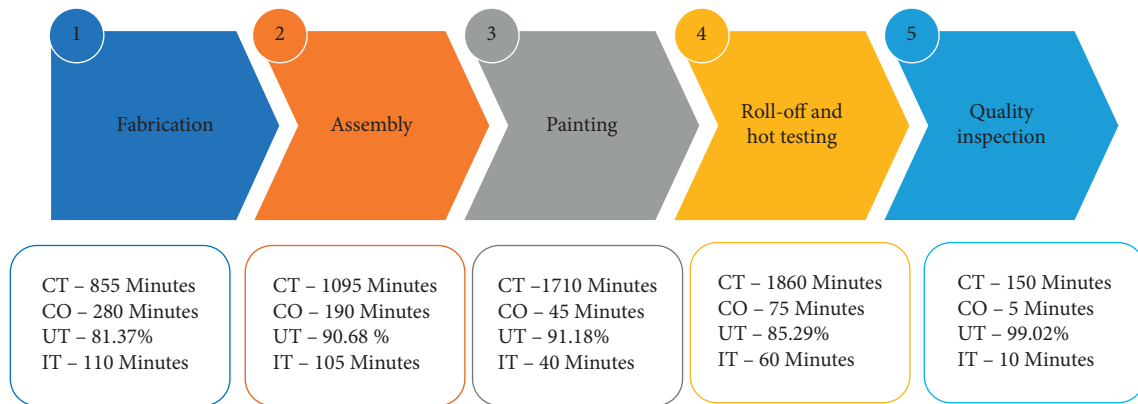 1
Fabrication
2
Assembly
3
Painting
4
Roll-off and
hot testing
5
Quality
inspection
CT – 855 Minutes
CO – 280 Minutes
UT – 81.37%
IT – 110 Minutes
CT – 1095 Minutes
CO – 190 Minutes
UT – 90.68 %
IT – 105 Minutes
CT –1710 Minutes
CO – 45 Minutes
UT – 91.18%
IT – 40 Minutes
CT – 1860 Minutes
CO – 75 Minutes
UT – 85.29%
IT – 60 Minutes
CT – 150 Minutes
CO – 5 Minutes
UT – 99.02%
IT – 10 Minutes